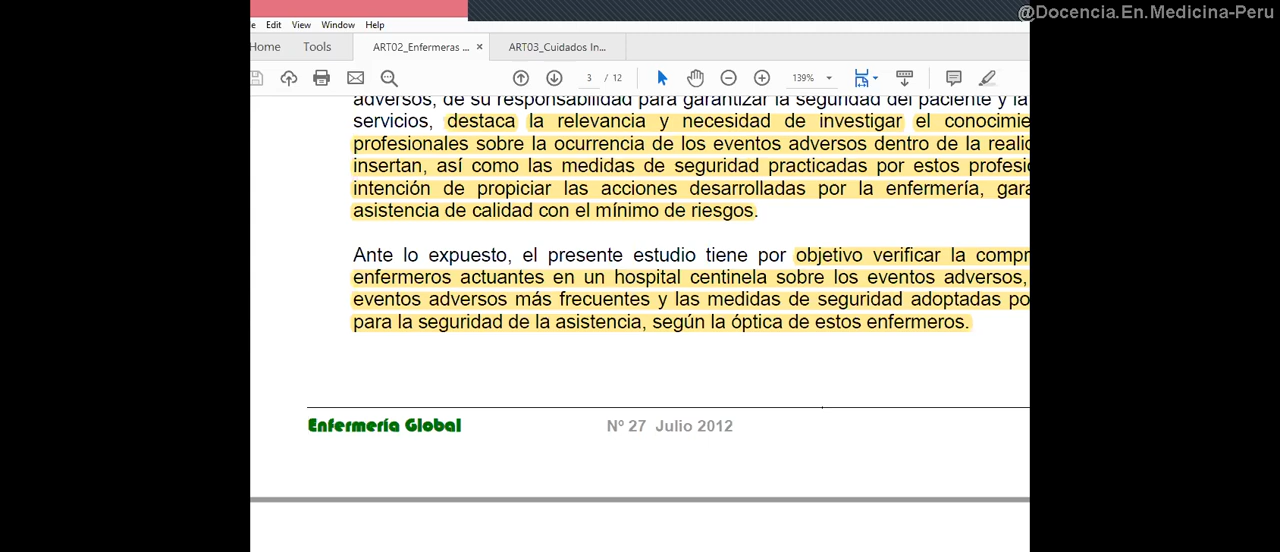 @Docencia.En.Medicina-Peru
Edit View Window Help
Home Tools ART02_Enfermeras ... × ART03_Cuidados In...
3 / 12 139%
adversos, de su responsabilidad para garantizar la seguridad del paciente y la
servicios, destaca la relevancia y necesidad de investigar el
profesionales sobre la ocurrencia de los eventos adversos dentro de la
insertan, así como las medidas de seguridad practicadas por estos
intención de propiciar las acciones desarrolladas por la enfermería,
asistencia de calidad con el mínimo de riesgos.
Ante lo expuesto, el presente estudio tiene por objetivo verificar la
enfermeros actuantes en un hospital centinela sobre los eventos adversos,
eventos adversos más frecuentes y las medidas de seguridad adoptadas
para la seguridad de la asistencia, según la óptica de estos enfermeros.
Enfermería Global Nº 27 Julio 2012